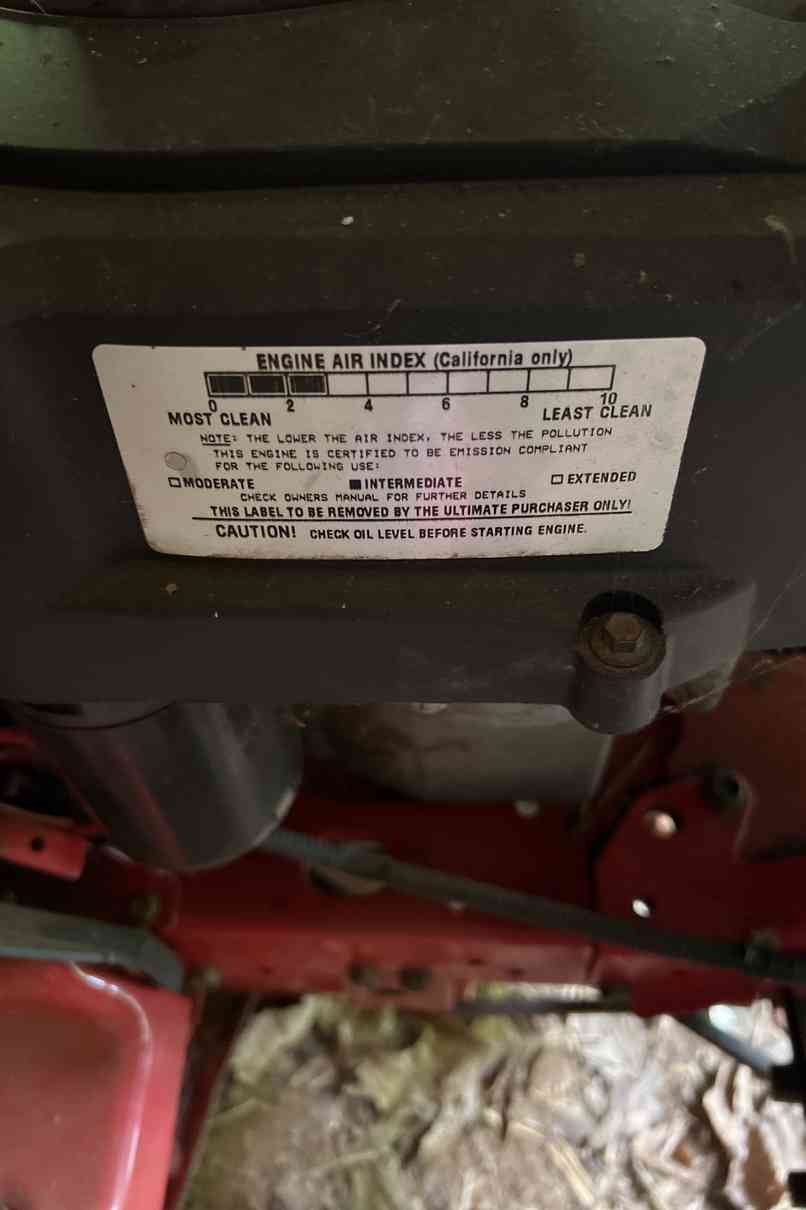 ENGINE AIR INDEX (California only)
0 2 4 6 8 10
MOST CLEAN LEAST CLEAN
NOTE: THE LOWER THE AIR INDEX, THE LESS THE POLLUTION
THIS ENGINE IS CERTIFIED TO BE EMISSION COMPLIANT
FOR THE FOLLOWING USE:
MODERATE INTERMEDIATE EXTENDED
CHECK OWNERS MANUAL FOR FURTHER DETAILS
THIS LABEL TO BE REMOVED BY THE ULTIMATE PURCHASER ONLY!
CAUTION! CHECK OIL LEVEL BEFORE STARTING ENGINE.